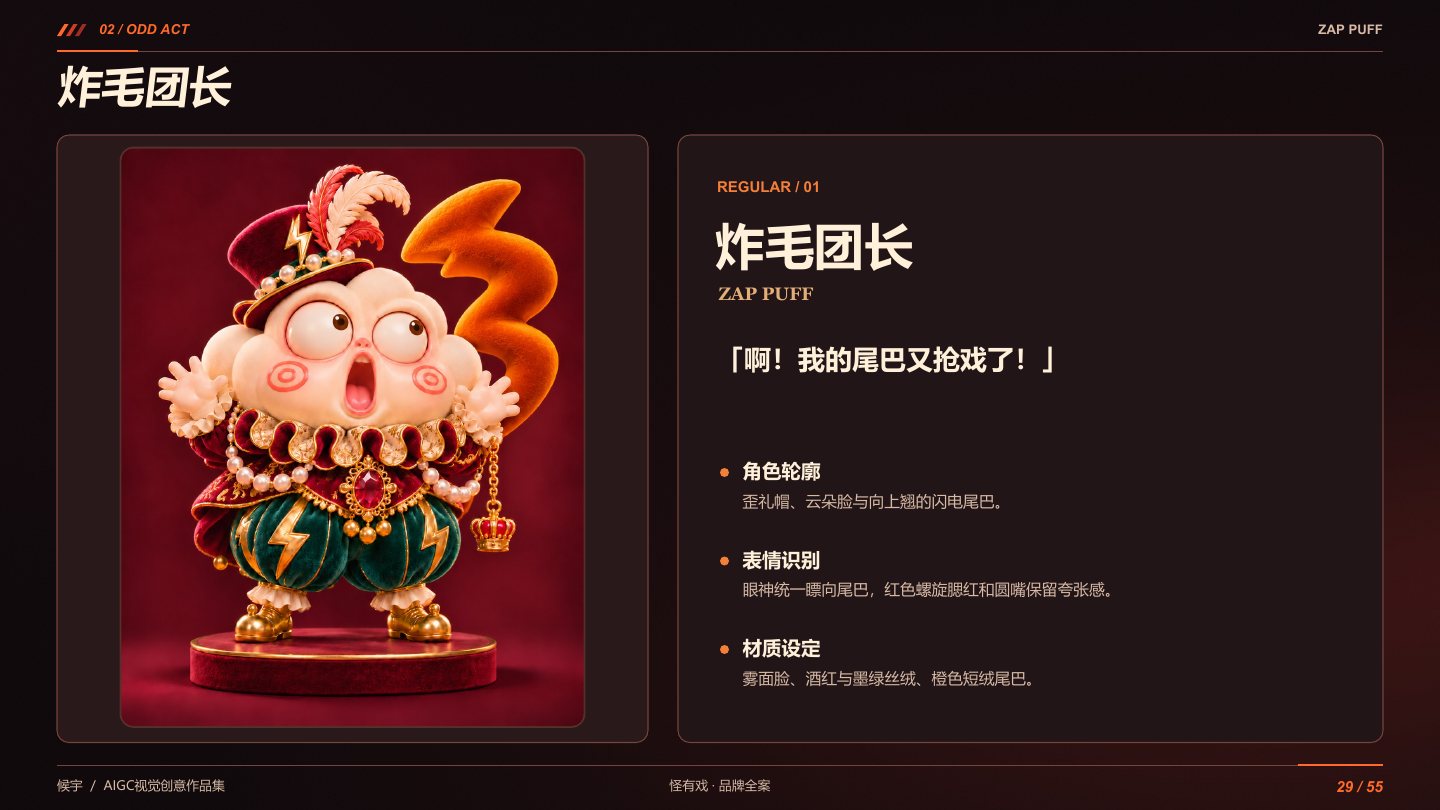 02 / ODD ACT
ZAP PUFF
炸毛团长
REGULAR / 01
炸毛团长
ZAP PUFF
「啊！我的尾巴又抢戏了！」
角色轮廓
歪礼帽、云朵脸与向上翘的闪电尾巴。
表情识别
眼神统一瞟向尾巴，红色螺旋腮红和圆嘴保留夸张感。
材质设定
雾面脸、酒红与墨绿丝绒、橙色短绒尾巴。
候宇 / AIGC视觉创意作品集
怪有戏 · 品牌全案
29 / 55